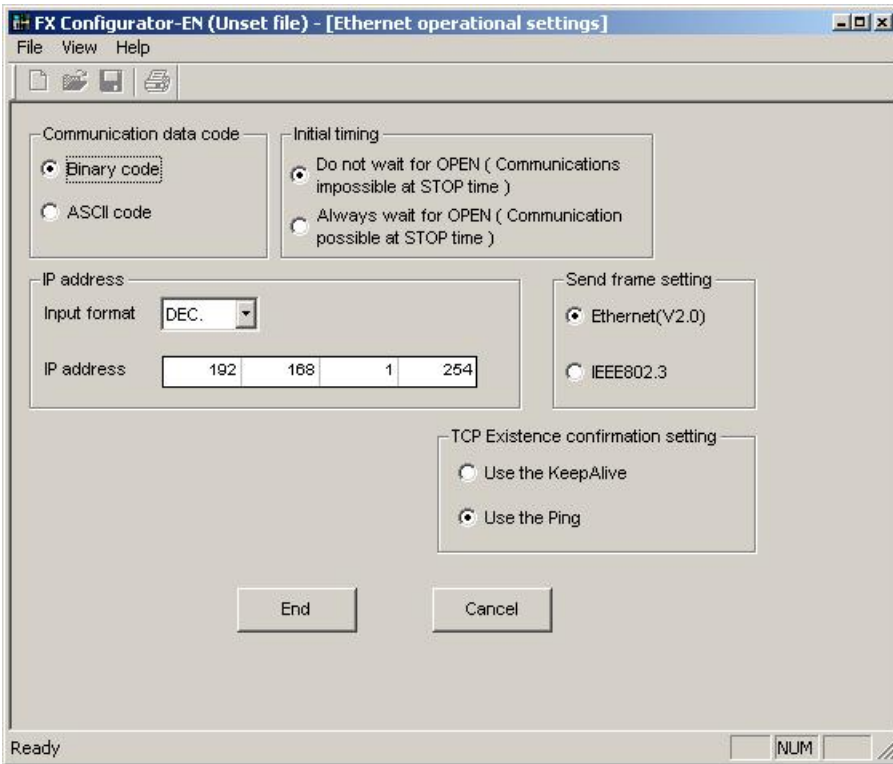 FX Configurator-EN (Unset file) - [Ethernet operational settings]
File View Help
Communication data code
Binary code
ASCII code
Initial timing
Do not wait for OPEN ( Communications
impossible at STOP time )
Always wait for OPEN ( Communication
possible at STOP time )
IP address
Input format DEC.
IP address 192 168 1 254
Send frame setting
Ethernet(V2.0)
IEEE802.3
TCP Existence confirmation setting
Use the KeepAlive
Use the Ping
End Cancel
Ready NUM